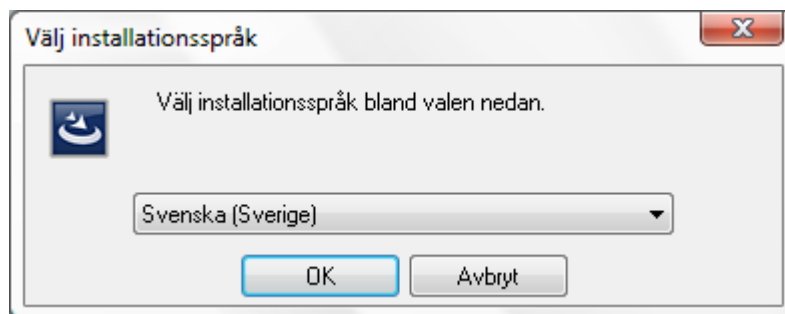 Välj installationsspråk
Välj installationsspråk bland valen nedan.
Svenska (Sverige)
OK Avbryt